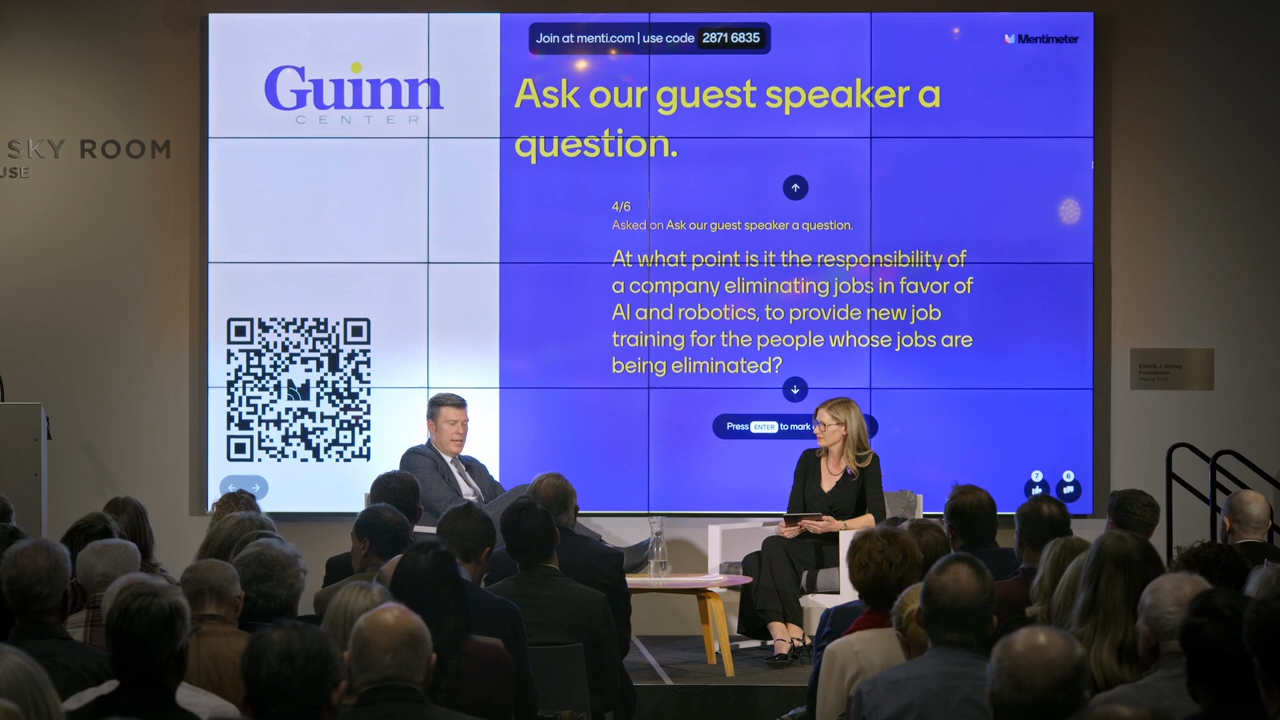 SKY ROOM
USE
Join at menti.com | use code 2871 6835
Mentimeter
Guinn
CENTER
Ask our guest speaker a
question.
4/6
Asked on Ask our guest speaker a question.
At what point is it the responsibility of
a company eliminating jobs in favor of
AI and robotics, to provide new job
training for the people whose jobs are
being eliminated?
Press ENTER to mark
7
6
Foundation